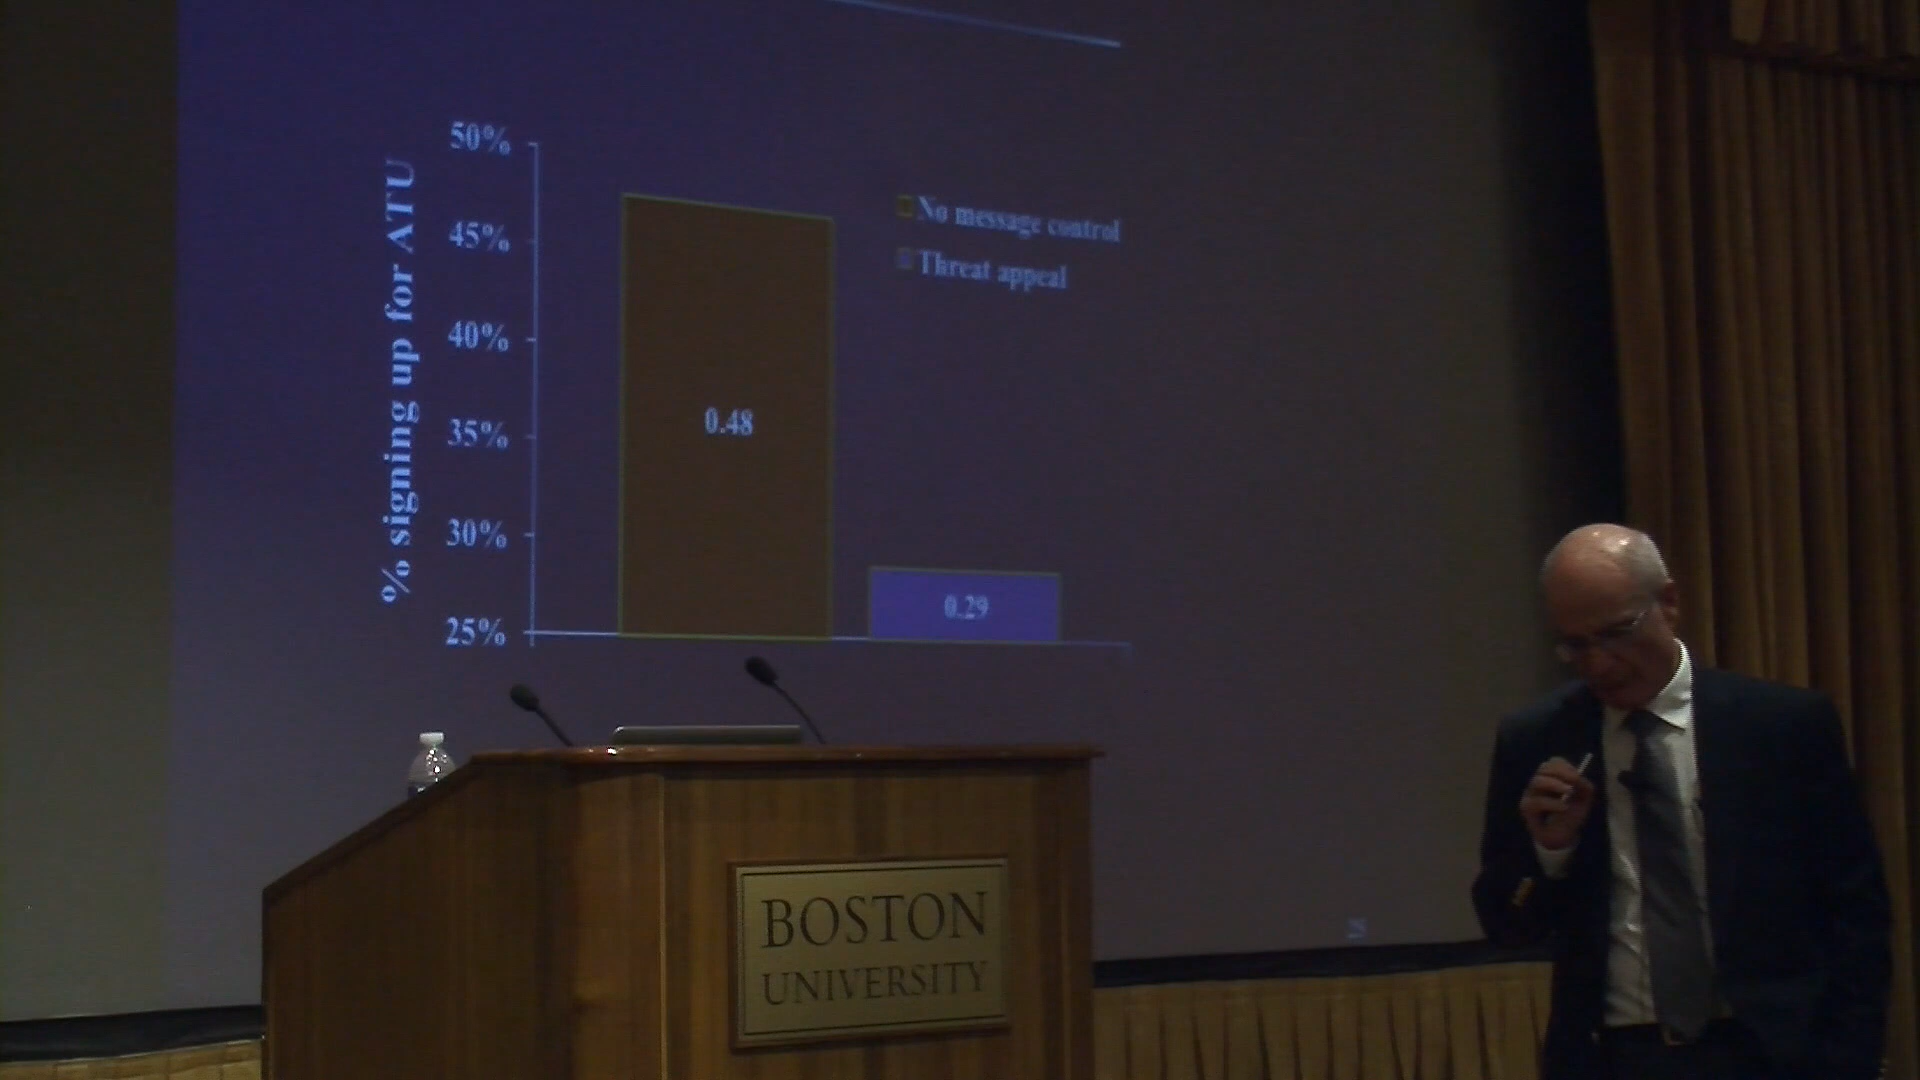 50%
45%
40%
35%
30%
25%
% signing up for ATU
No message control
Threat appeal
0.48
0.29
BOSTON
UNIVERSITY